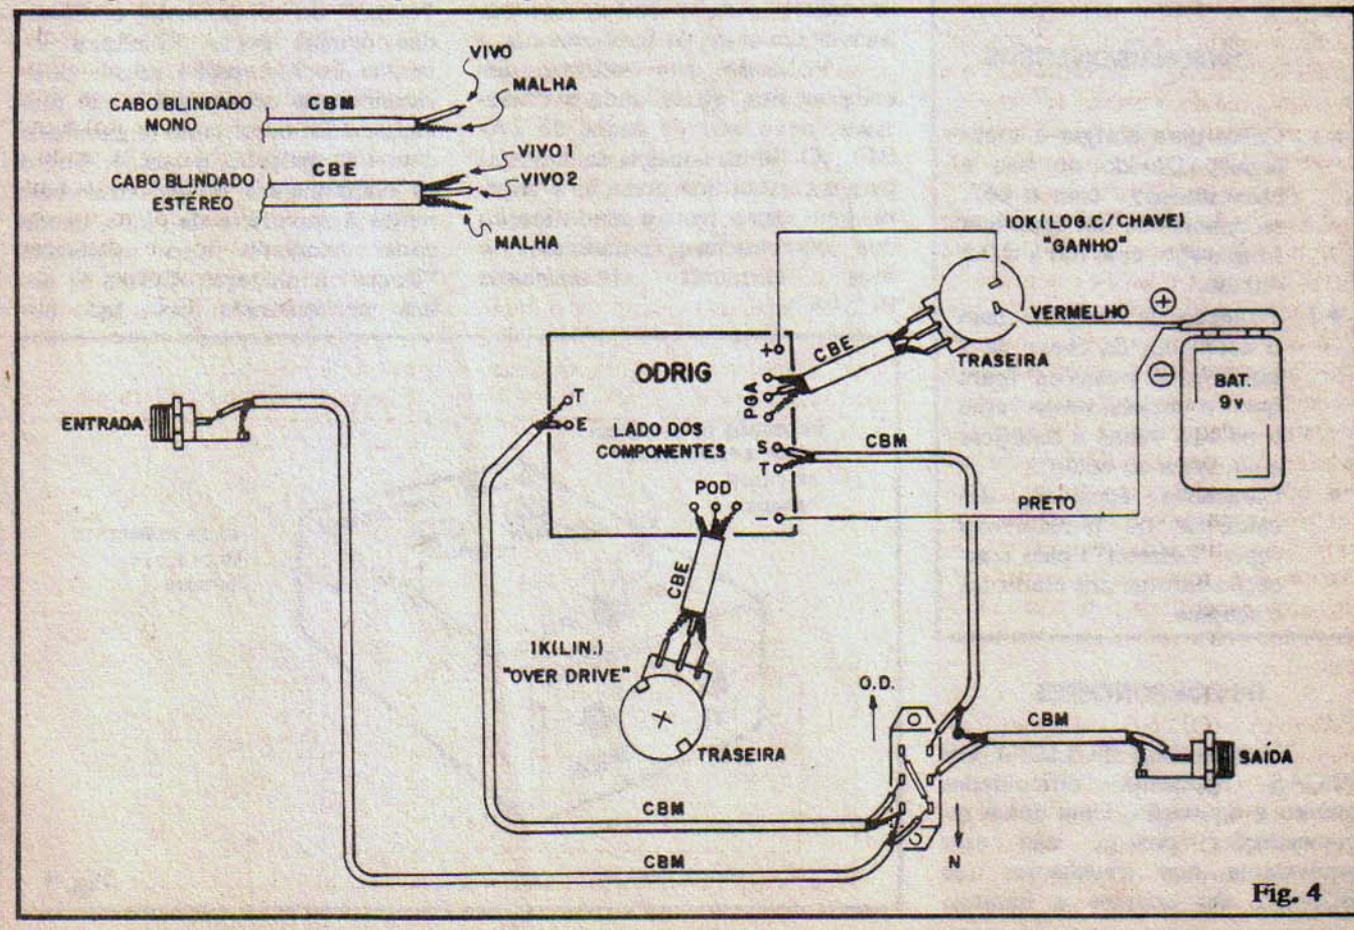 VIVO
MALHA
CABO BLINDADO
MONO
CBM
VIVO 1
VIVO 2
CABO BLINDADO
ESTÉREO
CBE
MALHA
10K(LOG.C/CHAVE)
"GANHO"
VERMELHO
+
TRASEIRA
−
BAT.
9v
CBE
+
ODRIG
PGA
T
E
LADO DOS
COMPONENTES
S
T
CBM
ENTRADA
POD
−
PRETO
CBE
1K(LIN.)
"OVER DRIVE"
TRASEIRA
O.D.
CBM
SAÍDA
CBM
CBM
N
Fig. 4